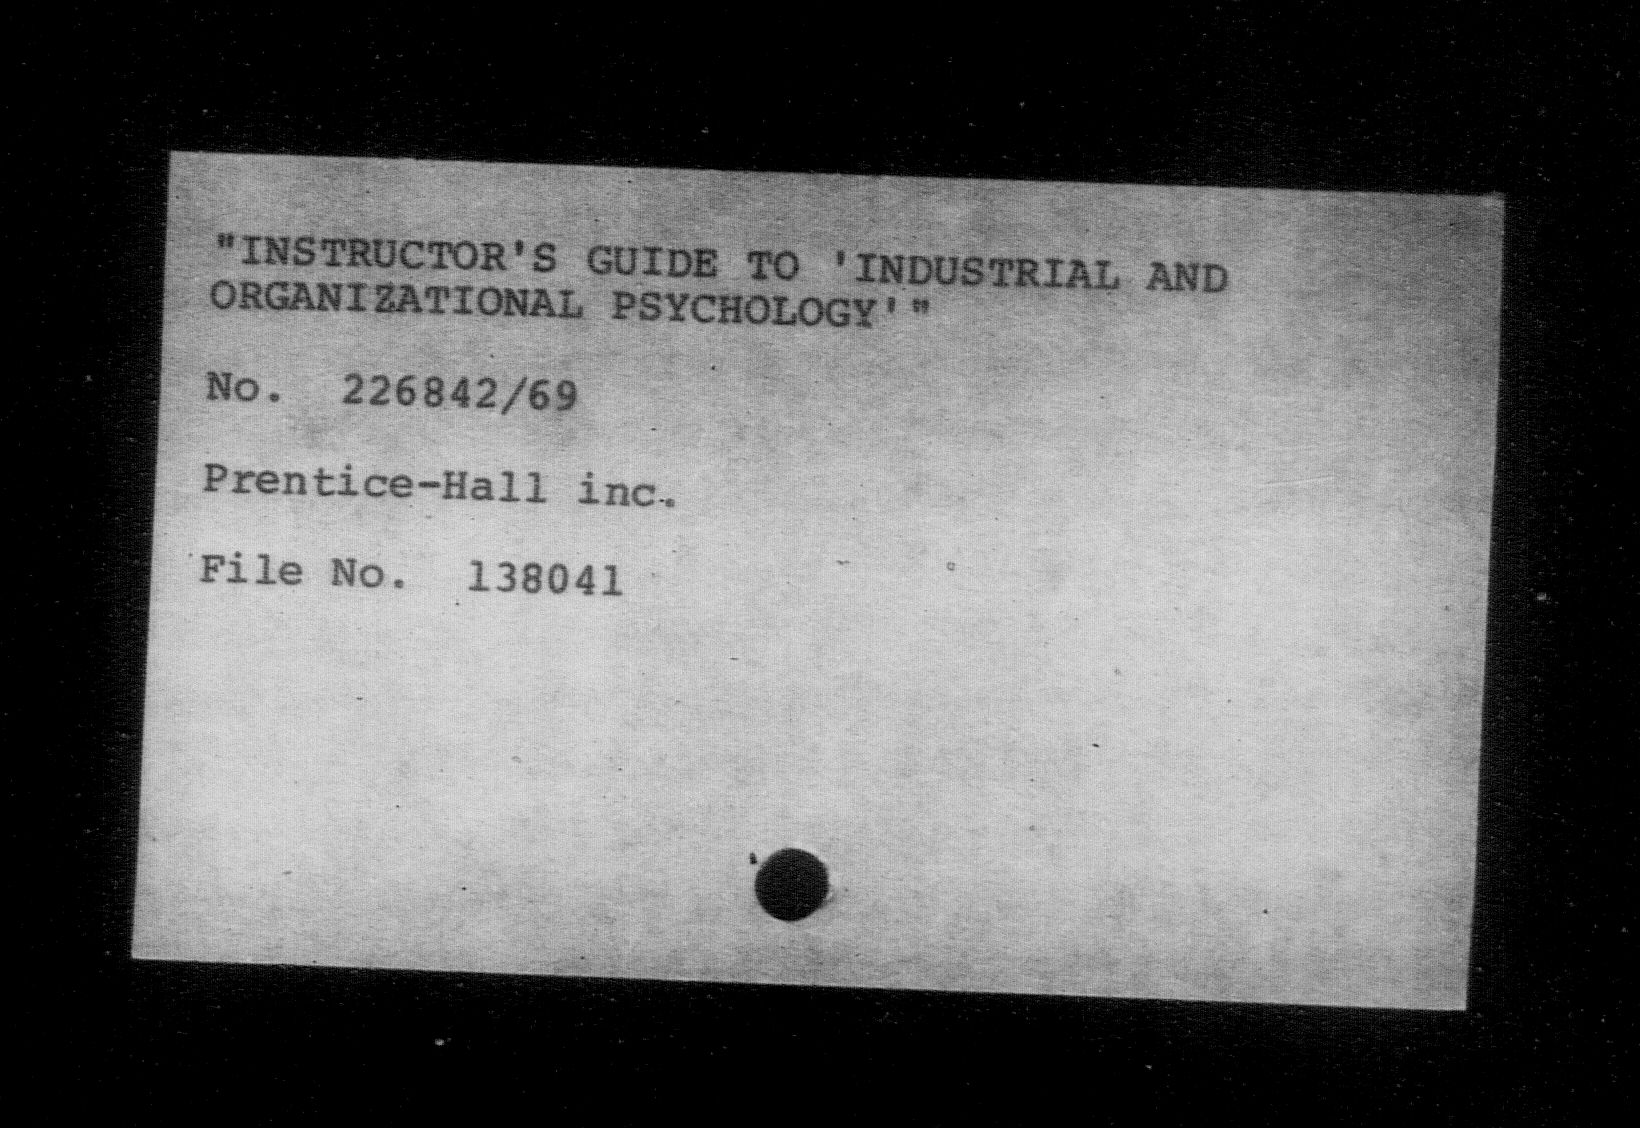 "INSTRUCTOR'S GUIDE TO 'INDUSTRIAL AND
ORGANIZATIONAL PSYCHOLOGY'"
No. 226842/69
Prentice-Hall inc.
File No. 138041